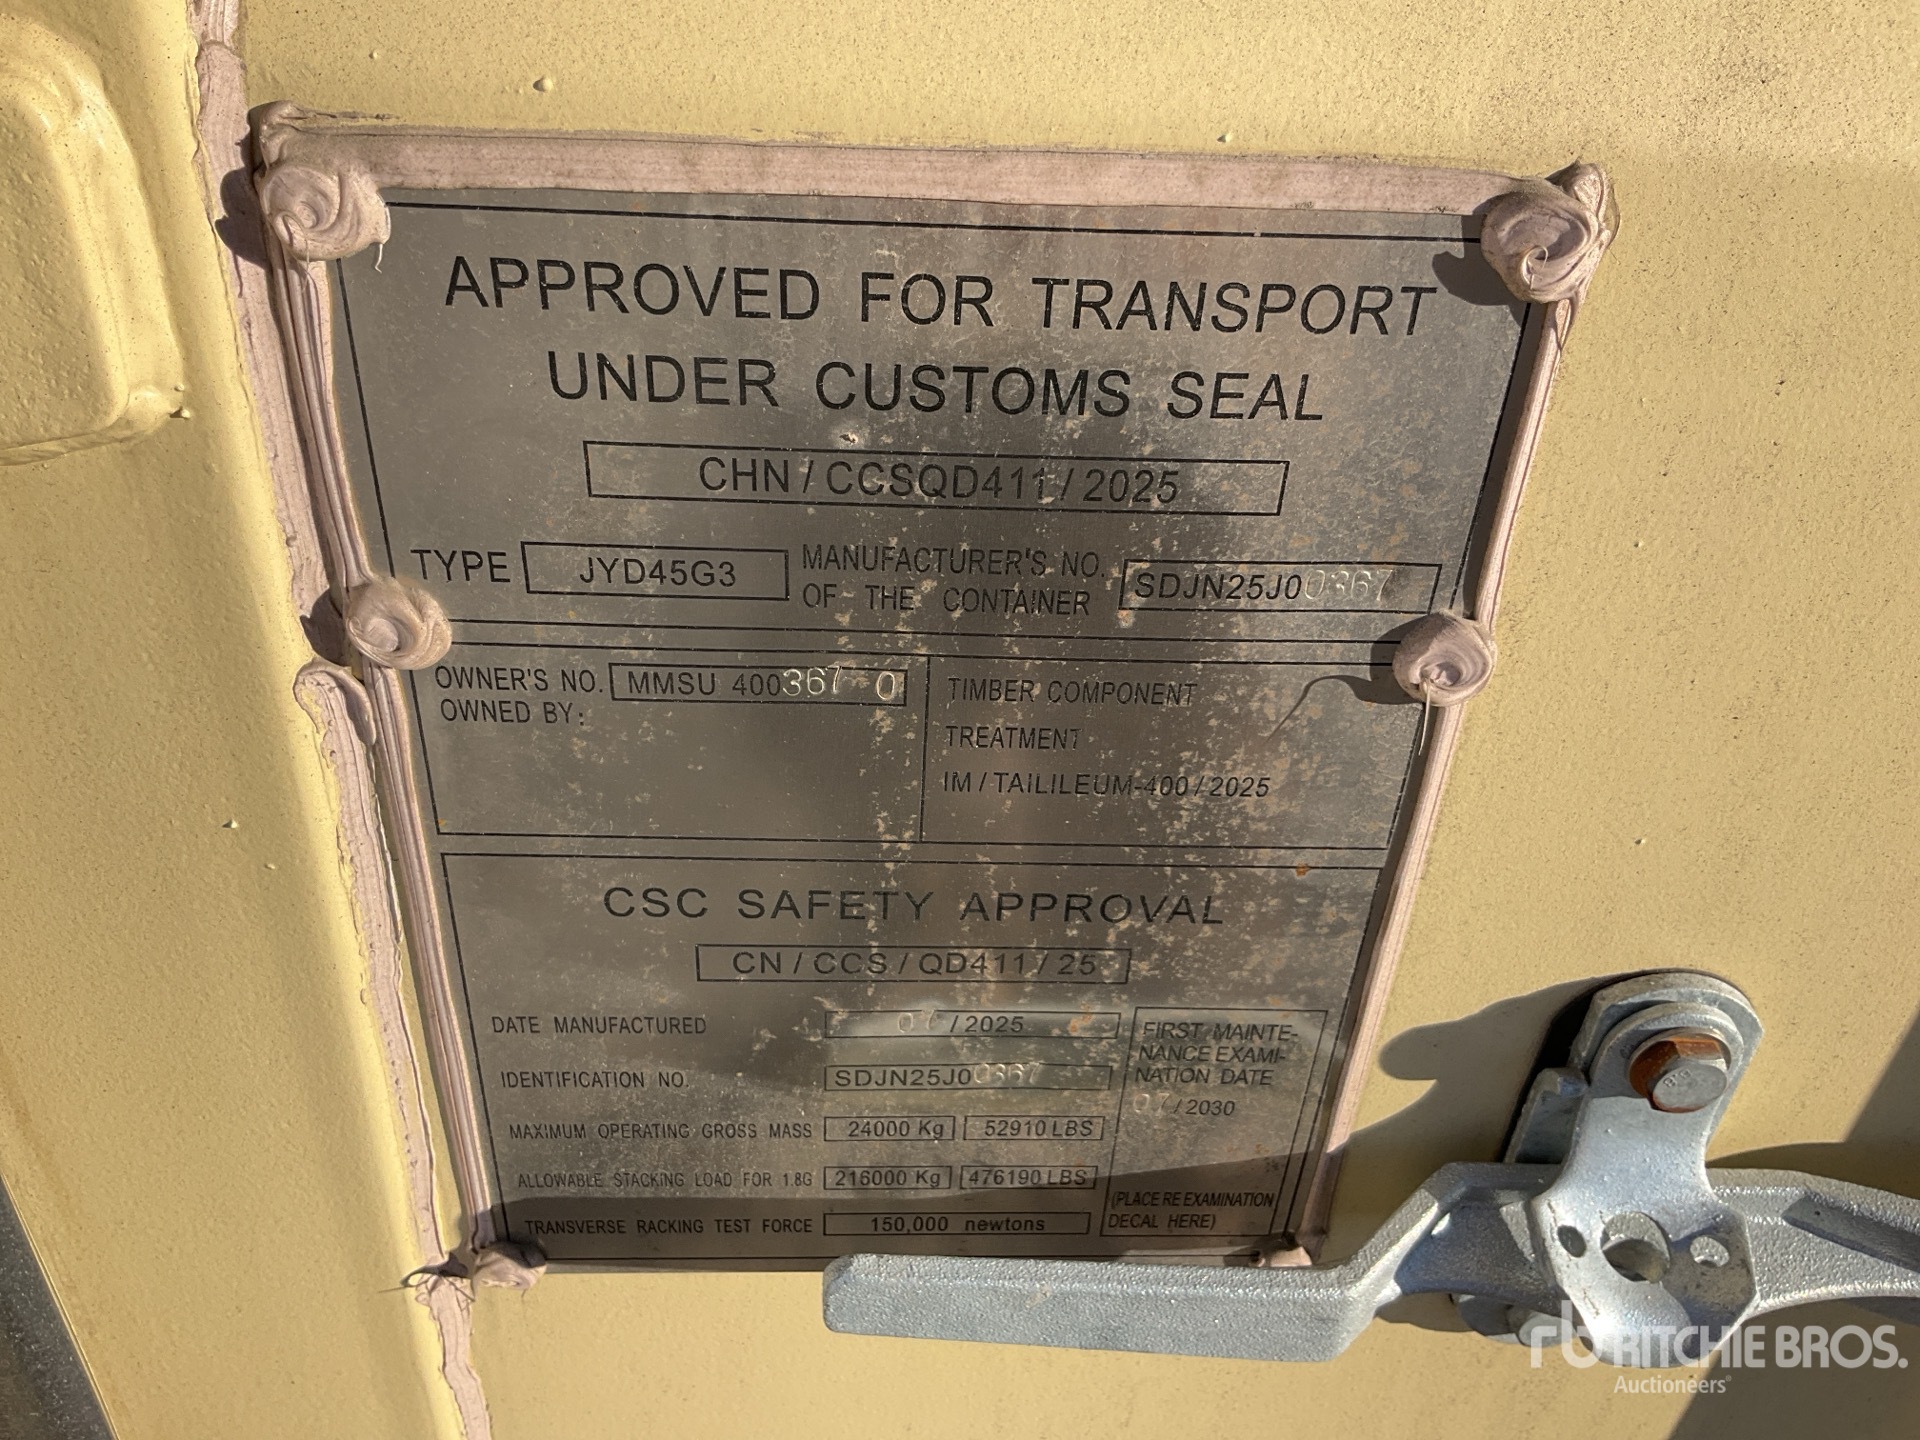 APPROVED FOR TRANSPORT
UNDER CUSTOMS SEAL
CHN / CCSQD411 / 2025
TYPE JYD45G3 MANUFACTURER'S NO. OF THE CONTAINER SDJN25J00367
OWNER'S NO. MMSU 400367 0
OWNED BY:
TIMBER COMPONENT
TREATMENT
IM / TAILILEUM-400 / 2025
CSC SAFETY APPROVAL
CN / CCS / QD411 / 25
DATE MANUFACTURED 07 / 2025
IDENTIFICATION NO. SDJN25J00367
MAXIMUM OPERATING GROSS MASS 24000 Kg 52910 LBS
ALLOWABLE STACKING LOAD FOR 1.8G 216000 Kg 476190 LBS
TRANSVERSE RACKING TEST FORCE 150,000 newtons
FIRST MAINTE-
NANCE EXAMI-
NATION DATE
07 / 2030
(PLACE RE EXAMINATION
DECAL HERE)
rb RITCHIE BROS.
Auctioneers